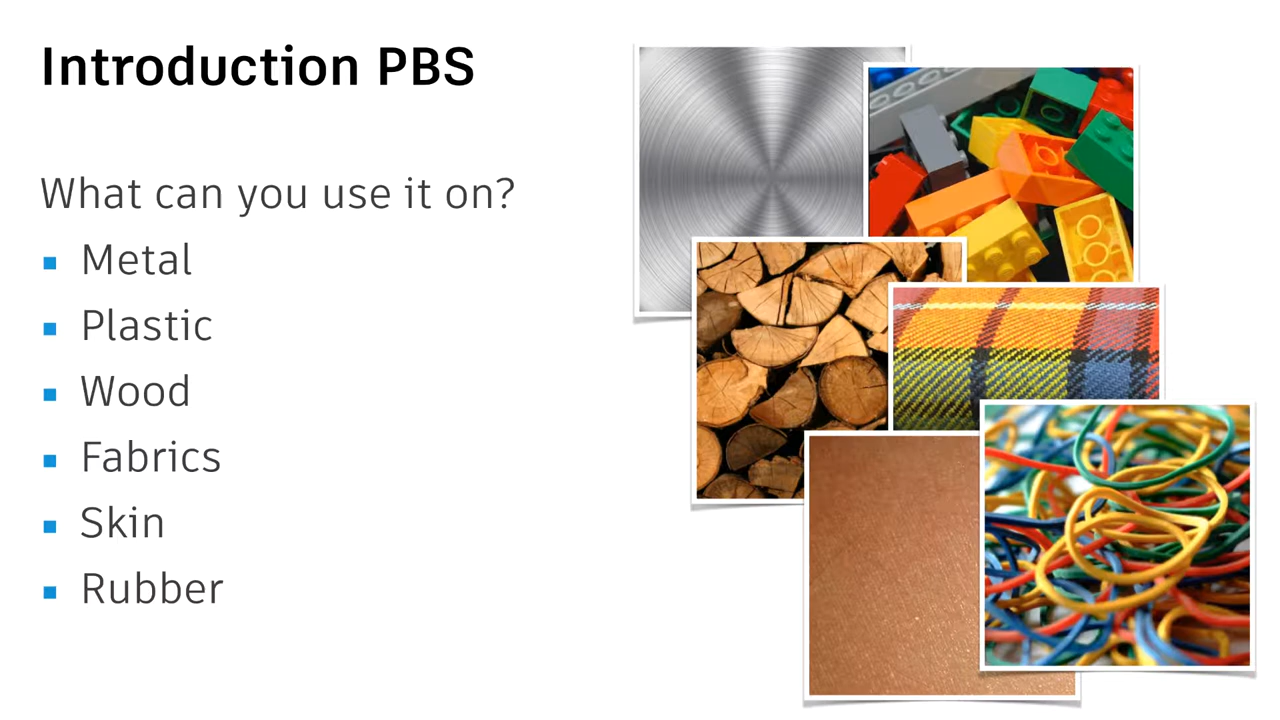 Introduction PBS
What can you use it on?
Metal
Plastic
Wood
Fabrics
Skin
Rubber